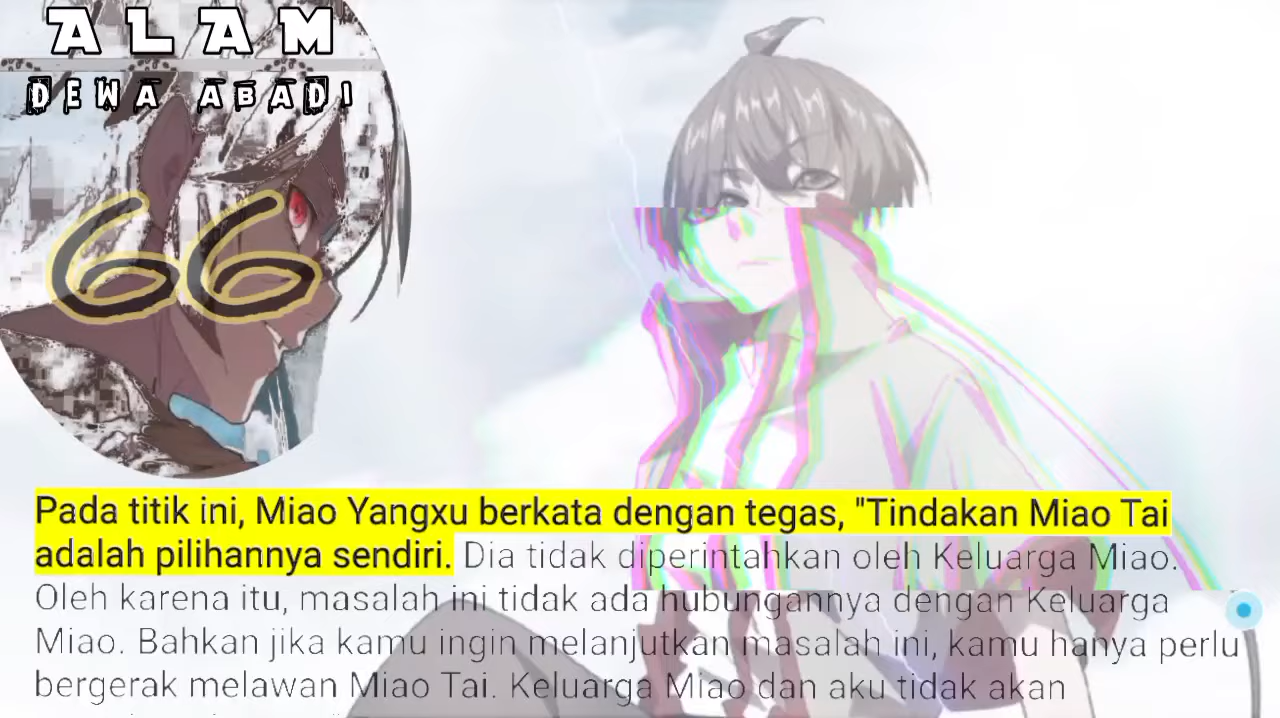 ALAM
DEWA ABADI
66
Pada titik ini, Miao Yangxu berkata dengan tegas, "Tindakan Miao Tai
adalah pilihannya sendiri. Dia tidak diperintahkan oleh Keluarga Miao.
Oleh karena itu, masalah ini tidak ada hubungannya dengan Keluarga
Miao. Bahkan jika kamu ingin melanjutkan masalah ini, kamu hanya perlu
bergerak melawan Miao Tai. Keluarga Miao dan aku tidak akan